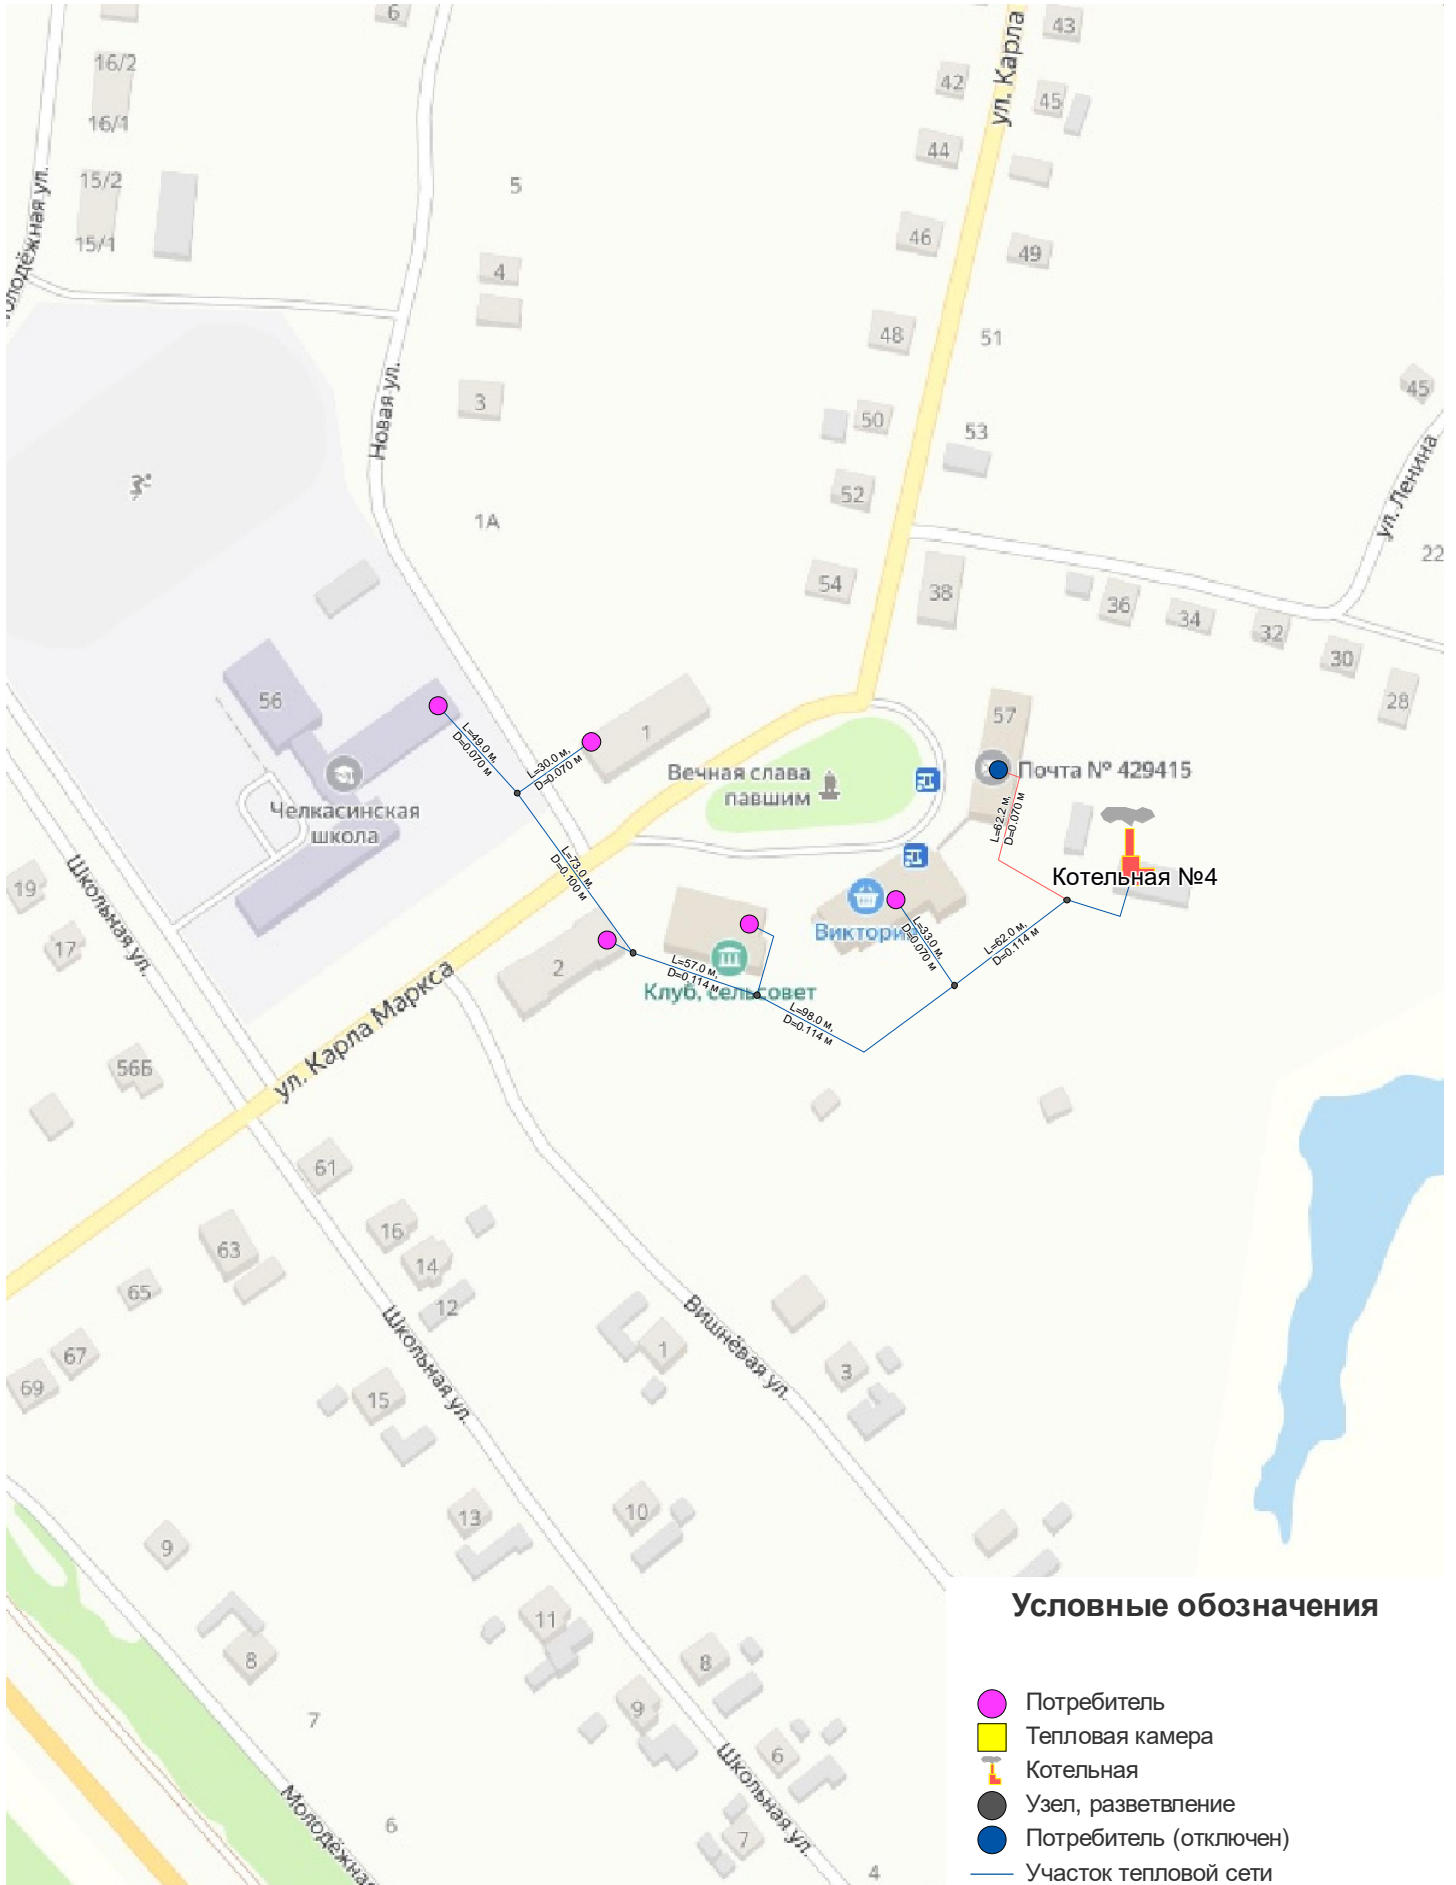 6
16/2
16/1
15/2
15/1
5
4
3
1А
Новая ул.
ул. Карла
43
42
45
44
46
49
48
51
50
53
52
54
38
45
ул. Ленина
22
36
34
32
30
28
56
Челкасинская
школа
1
Вечная слава
павшим
57
Почта № 429415
Котельная №4
L=49.0 м,
D=0.070 м
L=30.0 м,
D=0.070 м
L=73.0 м,
D=0.100 м
L=57.0 м,
D=0.114 м
L=98.0 м,
D=0.114 м
L=33.0 м,
D=0.070 м
L=62.0 м,
D=0.114 м
L=62.2 м,
D=0.070 м
2
Клуб, сельсовет
ул. Карла Маркса
Школьная ул.
19
17
56Б
61
63
65
67
69
16
14
12
15
Школьная ул.
Вишнёвая ул.
1
3
13
10
9
11
8
8
9
7
6
6
7
4
Школьная ул.
Условные обозначения
Потребитель
Тепловая камера
Котельная
Узел, разветвление
Потребитель (отключен)
Участок тепловой сети